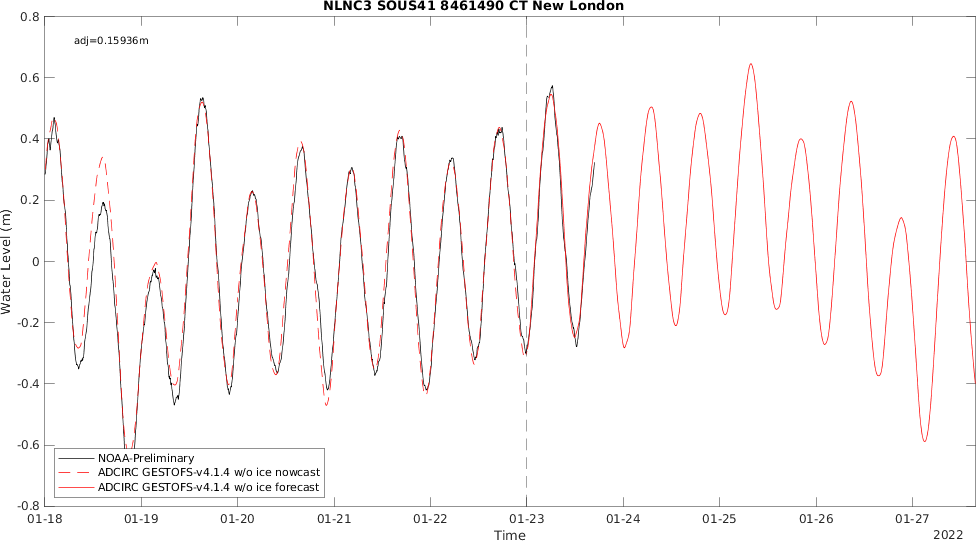 NLNC3 SOUS41 8461490 CT New London
adj=0.15936m
0.8
0.6
0.4
0.2
0
-0.2
-0.4
-0.6
-0.8
Water Level (m)
NOAA-Preliminary
ADCIRC GESTOFS-v4.1.4 w/o ice nowcast
ADCIRC GESTOFS-v4.1.4 w/o ice forecast
01-18 01-19 01-20 01-21 01-22 01-23 01-24 01-25 01-26 01-27
Time
2022